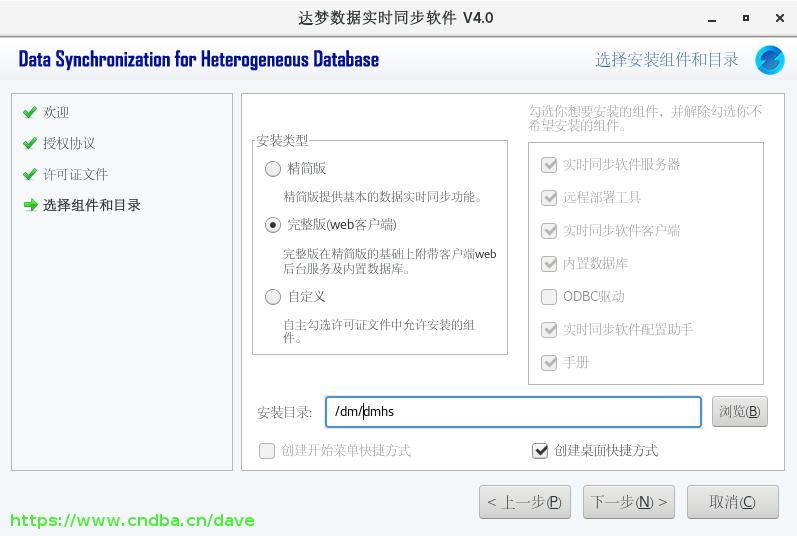 达梦数据实时同步软件 V4.0
Data Synchronization for Heterogeneous Database
选择安装组件和目录
欢迎
授权协议
许可证文件
选择组件和目录
安装类型
精简版
精简版提供基本的数据实时同步功能。
完整版(web客户端)
完整版在精简版的基础上附带客户端web
后台服务及内置数据库。
自定义
自主勾选许可证文件中允许安装的组
件。
勾选你想要安装的组件，并解除勾选你不
希望安装的组件。
实时同步软件服务器
远程部署工具
实时同步软件客户端
内置数据库
ODBC驱动
实时同步软件配置助手
手册
安装目录:
/dm/dmhs
浏览(B)
创建开始菜单快捷方式
创建桌面快捷方式
< 上一步(P)
下一步(N) >
取消(C)
https://www.cndba.cn/dave